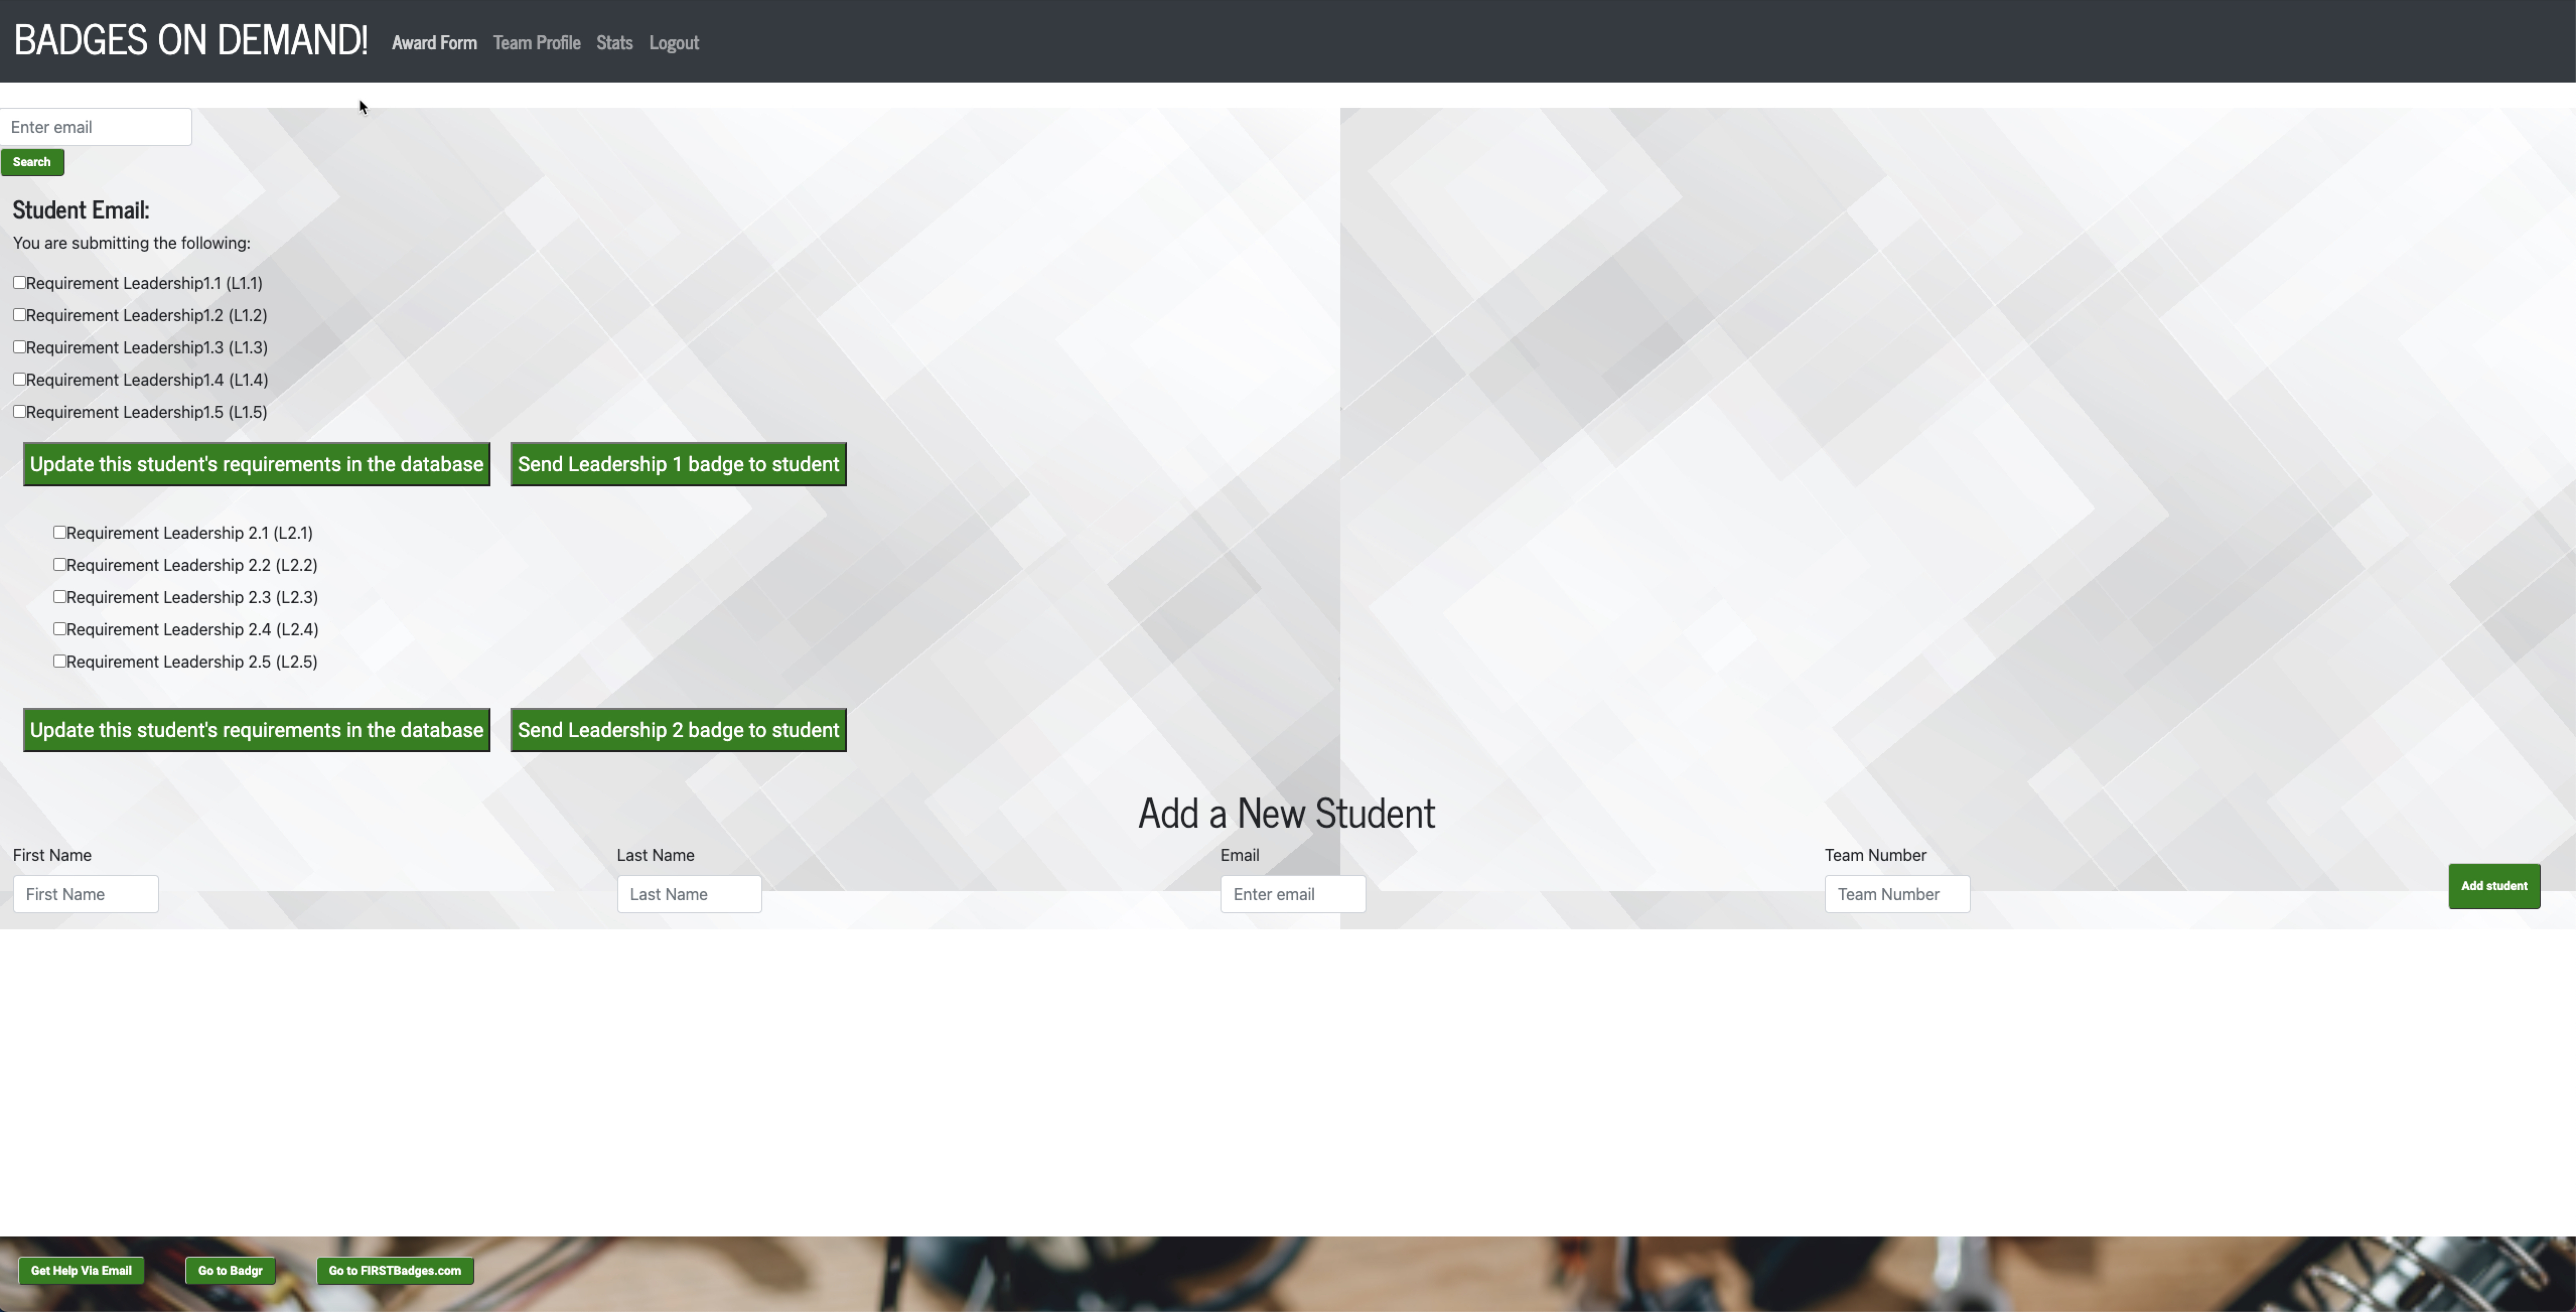 BADGES ON DEMAND! Award Form Team Profile Stats Logout
Enter email
Search
Student Email:
You are submitting the following:
Requirement Leadership1.1 (L1.1)
Requirement Leadership1.2 (L1.2)
Requirement Leadership1.3 (L1.3)
Requirement Leadership1.4 (L1.4)
Requirement Leadership1.5 (L1.5)
Update this student's requirements in the database Send Leadership 1 badge to student
Requirement Leadership 2.1 (L2.1)
Requirement Leadership 2.2 (L2.2)
Requirement Leadership 2.3 (L2.3)
Requirement Leadership 2.4 (L2.4)
Requirement Leadership 2.5 (L2.5)
Update this student's requirements in the database Send Leadership 2 badge to student
Add a New Student
First Name Last Name Email Team Number
First Name Last Name Enter email Team Number Add student
Get Help Via Email Go to Badgr Go to FIRSTBadges.com